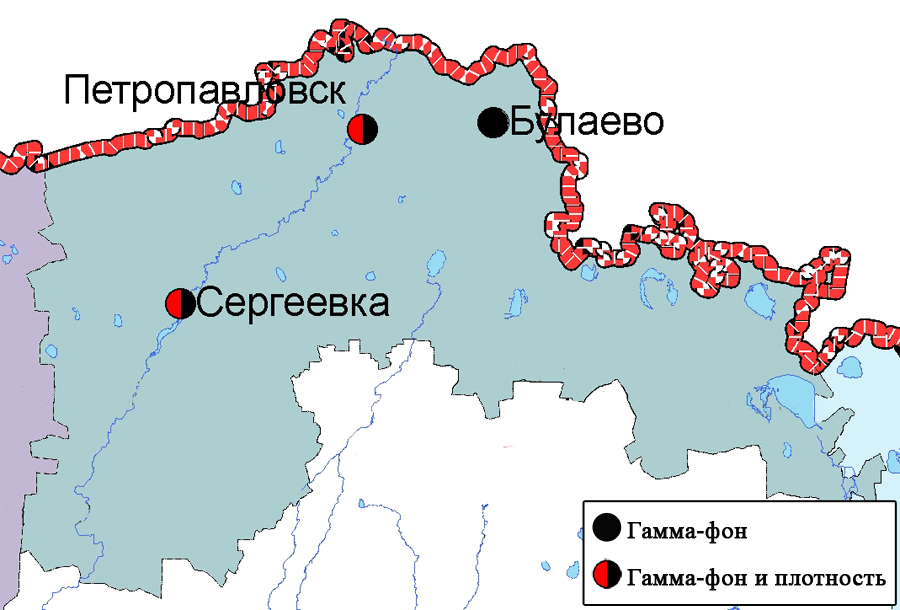 Петропавловск
Булаево
Сергеевка
Гамма-фон
Гамма-фон и плотность